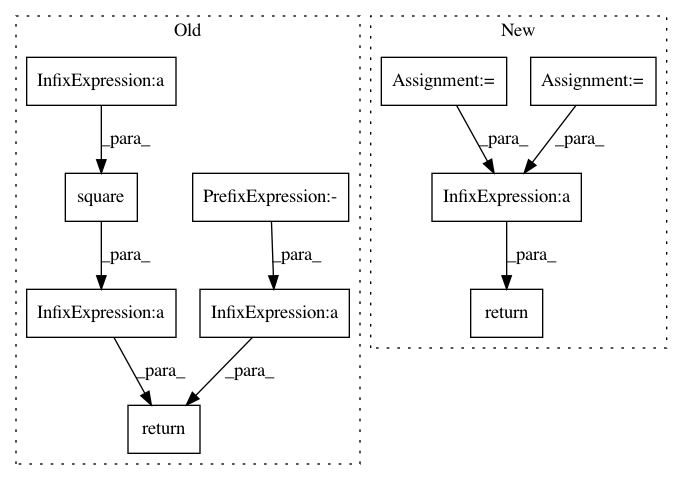 Old
New
InfixExpression:a
Assignment:=
Assignment:=
_para_
_para_
_para_
square
PrefixExpression:-
InfixExpression:a
_para_
_para_
_para_
InfixExpression:a
InfixExpression:a
return
_para_
_para_
return